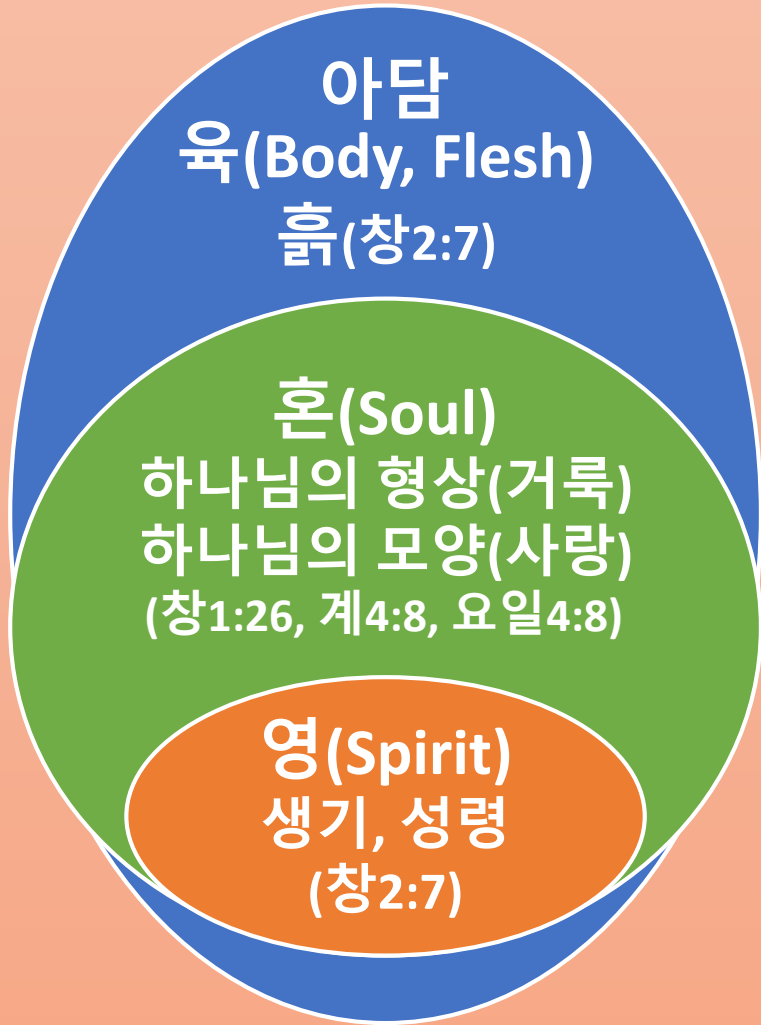 아담
육(Body, Flesh)
흙(창2:7)
혼(Soul)
하나님의 형상(거룩)
하나님의 모양(사랑)
(창1:26, 계4:8, 요일4:8)
영(Spirit)
생기, 성령
(창2:7)